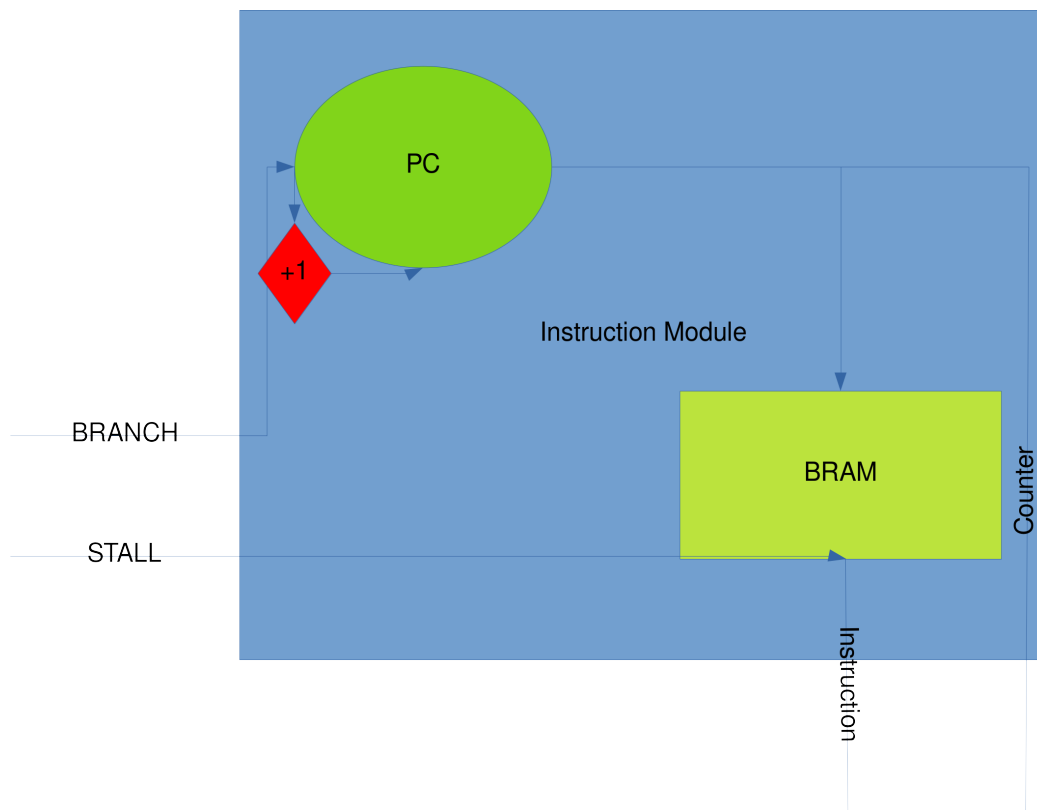 PC
+1
Instruction Module
BRANCH
BRAM
Counter
STALL
Instruction